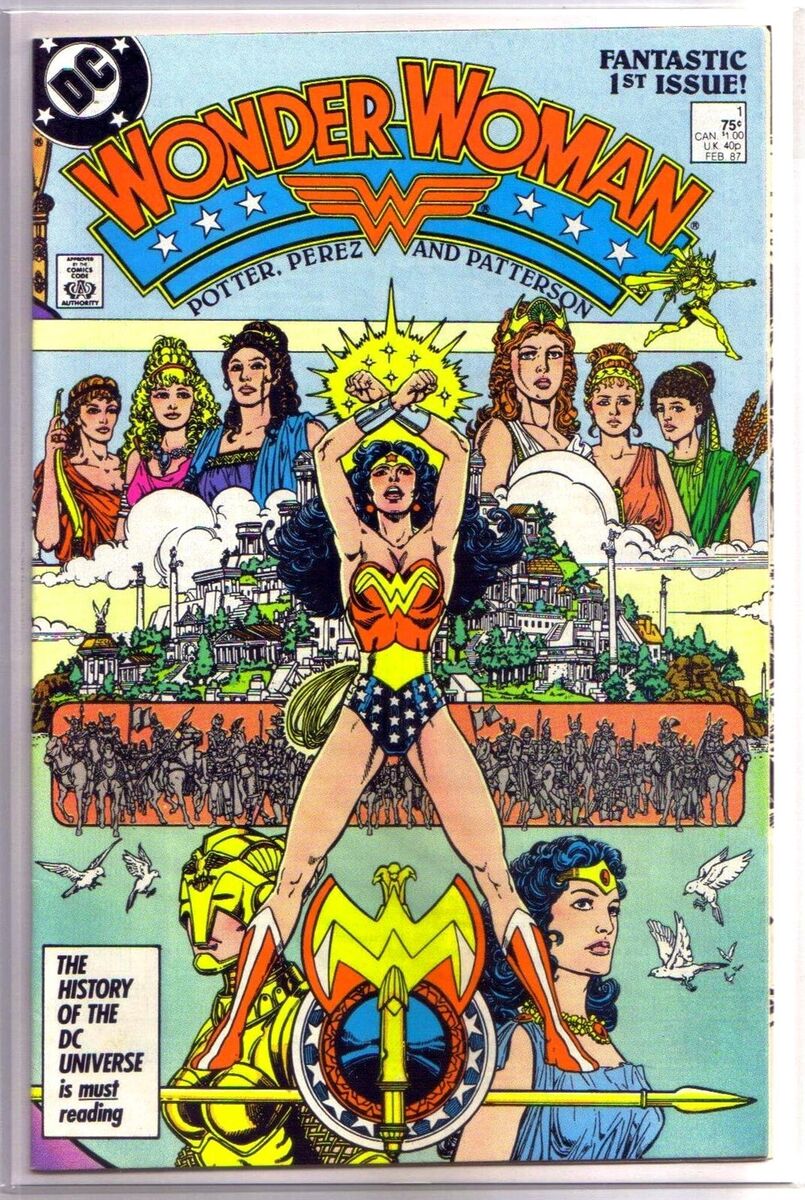 DC
FANTASTIC
1ST ISSUE!
WONDER WOMAN
®
®
1
75¢
CAN. $1.00
U.K. 40p
FEB. 87
POTTER, PEREZ AND PATTERSON
APPROVED
BY THE
COMICS
CODE
CA
AUTHORITY
THE
HISTORY
OF THE
DC
UNIVERSE
is must
reading